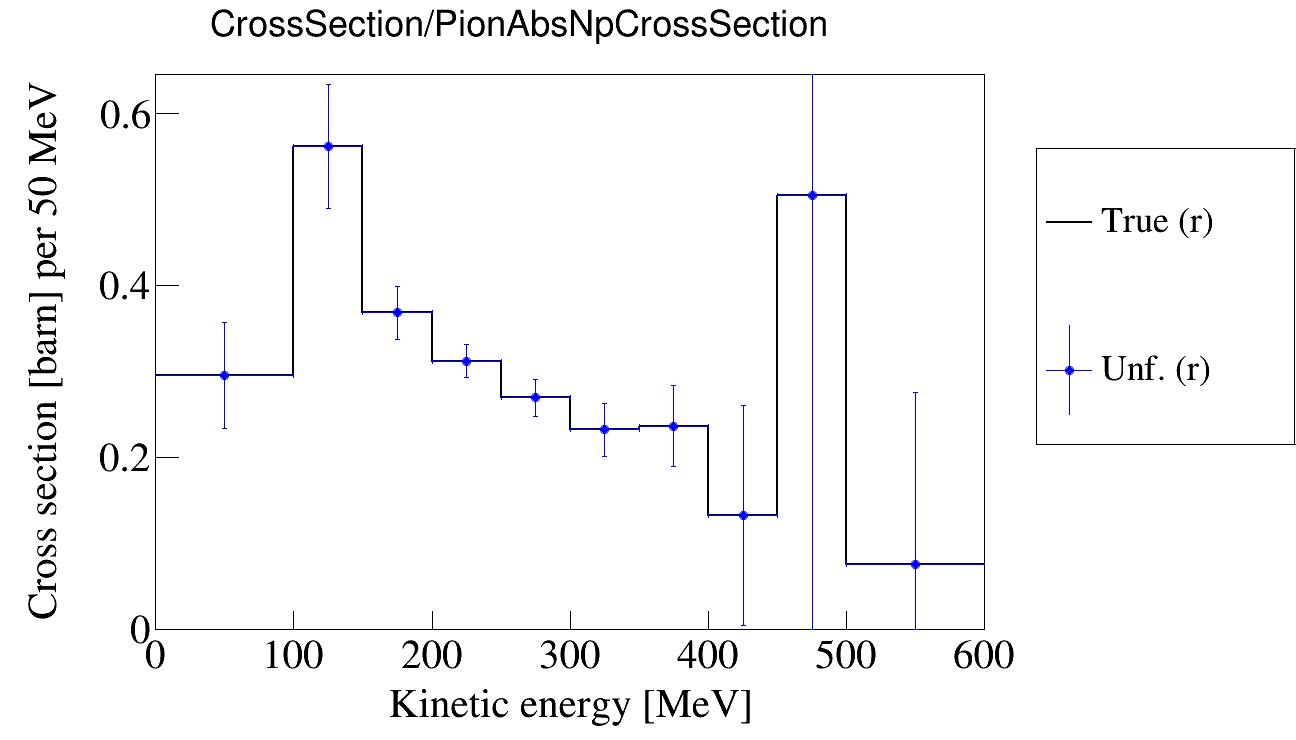 CrossSection/PionAbsNpCrossSection
Cross section [barn] per 50 MeV
0.6
0.4
0.2
0
0 100 200 300 400 500 600
Kinetic energy [MeV]
True (r)
Unf. (r)